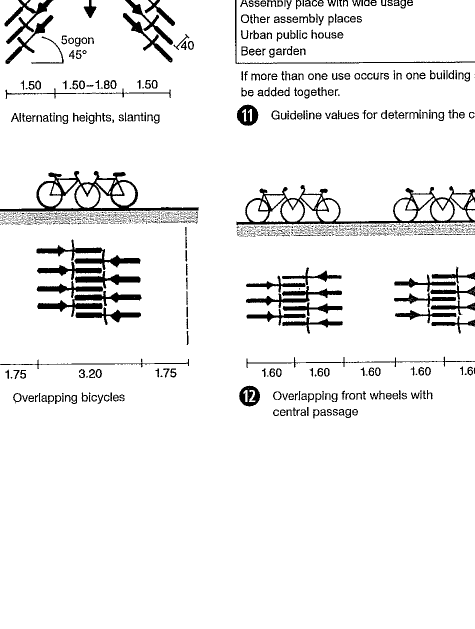 Assembly place with wide usage
Other assembly places
Urban public house
Beer garden
If more than one use occurs in one building
be added together.
11 Guideline values for determining the c
5ogon
45°
40
1.50 1.50–1.80 1.50
Alternating heights, slanting
1.75 3.20 1.75
Overlapping bicycles
1.60 1.60 1.60 1.60 1.60
12 Overlapping front wheels with
central passage